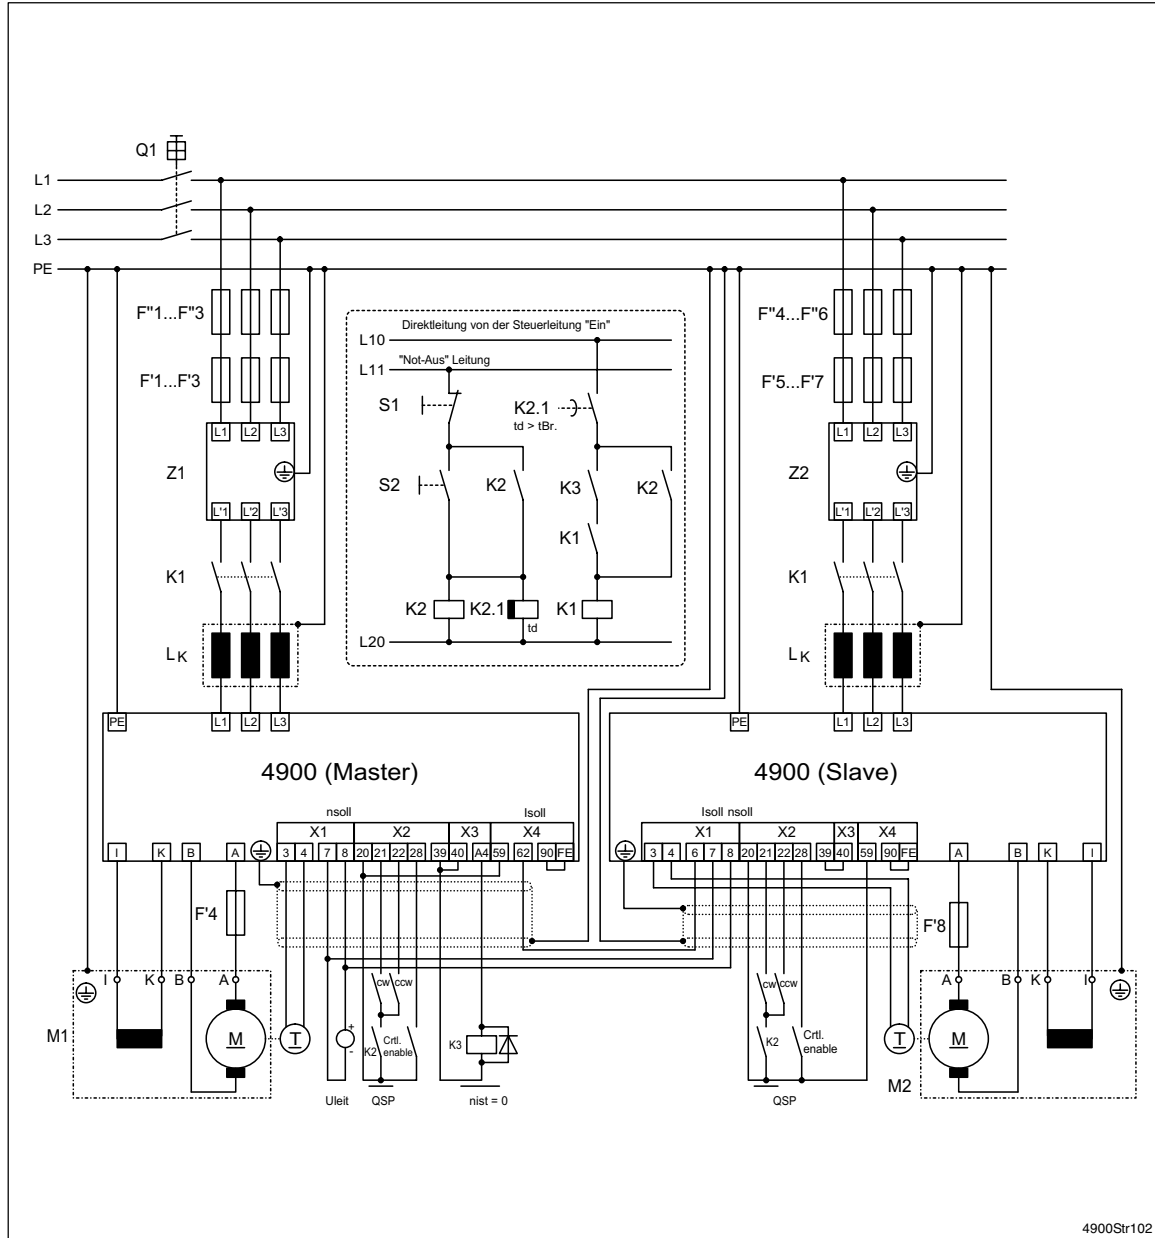 Q1
L1
L2
L3
PE
F"1...F"3
F"4...F"6
Direktleitung von der Steuerleitung "Ein"
L10
"Not-Aus" Leitung
L11
F'1...F'3
F'5...F'7
S1
K2.1
td > tBr.
L1 L2 L3
L1 L2 L3
Z1
Z2
S2
K2
K3
K2
L'1 L'2 L'3
L'1 L'2 L'3
K1
K1
K1
K2
K2.1
K1
td
L20
LK
LK
PE L1 L2 L3
PE L1 L2 L3
4900 (Master)
4900 (Slave)
nsoll
Isoll
Isoll nsoll
X1 X2 X3 X4
X1 X2 X3 X4
I K B A 3 4 7 8 20 21 22 28 39 40 A4 59 62 90 FE
3 4 6 7 8 20 21 22 28 39 40 59 90 FE A B K I
F'4
F'8
I K B A
cw ccw
cw ccw
A B K I
M1
M
T
+
-
K2
Crtl.
enable
K3
K2
Crtl.
enable
T
M
M2
Uleit
QSP
nist = 0
QSP
4900Str102